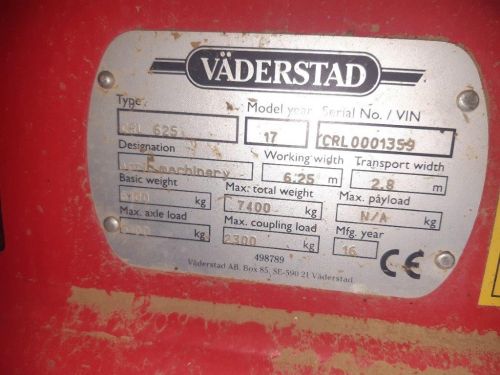 VÄDERSTAD
Type Model year Serial No. / VIN
CRL 625 17 CRL0001359
Designation Working width Transport width
machinery 6.25 m 2.8 m
Basic weight Max. total weight Max. payload
kg 7400 kg N/A kg
Max. axle load Max. coupling load Mfg. year
kg 2300 kg 16 CE
498789
Väderstad AB. Box 85, SE-590 21 Väderstad